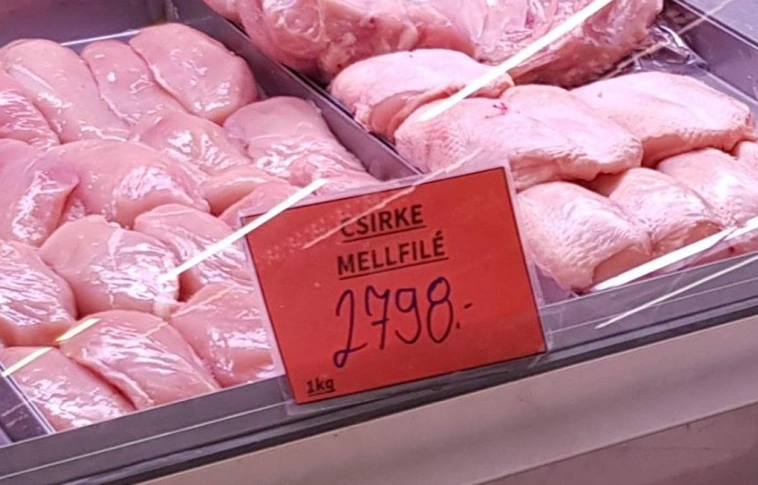 CSIRKE
MELLFILÉ
2798.-
1kg